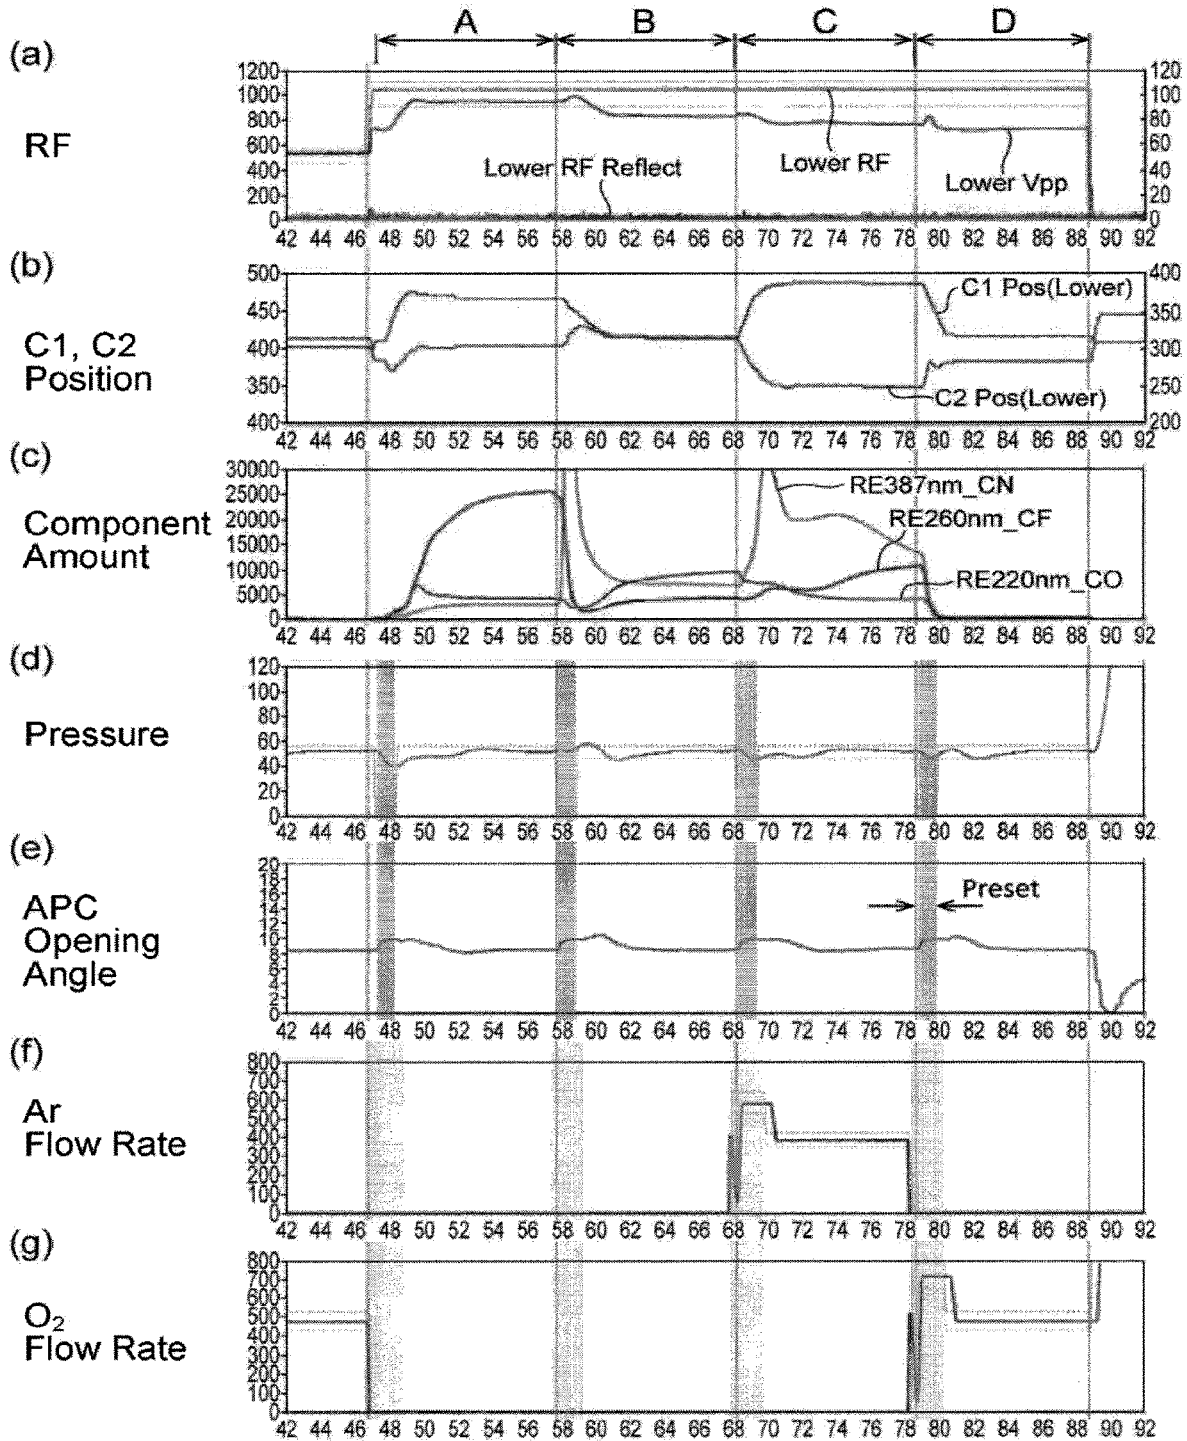 A B C D
(a)
RF
1200 1000 800 600 400 200 0
120 100 80 60 40 20 0
Lower RF Reflect
Lower RF
Lower Vpp
42 44 46 48 50 52 54 56 58 60 62 64 66 68 70 72 74 76 78 80 82 84 86 88 90 92
(b)
C1, C2
Position
500 450 400 350 400
400 350 300 250 200
C1 Pos(Lower)
C2 Pos(Lower)
42 44 46 48 50 52 54 56 58 60 62 64 66 68 70 72 74 76 78 80 82 84 86 88 90 92
(c)
Component
Amount
30000 25000 20000 15000 10000 5000 0
RE387nm_CN
RE260nm_CF
RE220nm_CO
42 44 46 48 50 52 54 56 58 60 62 64 66 68 70 72 74 76 78 80 82 84 86 88 90 92
(d)
Pressure
120 100 80 60 40 20 0
42 44 46 48 50 52 54 56 58 60 62 64 66 68 70 72 74 76 78 80 82 84 86 88 90 92
(e)
APC
Opening
Angle
20 18 16 14 12 10 8 6 4 2 0
Preset
42 44 46 48 50 52 54 56 58 60 62 64 66 68 70 72 74 76 78 80 82 84 86 88 90 92
(f)
Ar
Flow Rate
800 700 600 500 400 300 200 100 0
42 44 46 48 50 52 54 56 58 60 62 64 66 68 70 72 74 76 78 80 82 84 86 88 90 92
(g)
O₂
Flow Rate
800 700 600 500 400 300 200 100 0
42 44 46 48 50 52 54 56 58 60 62 64 66 68 70 72 74 76 78 80 82 84 86 88 90 92